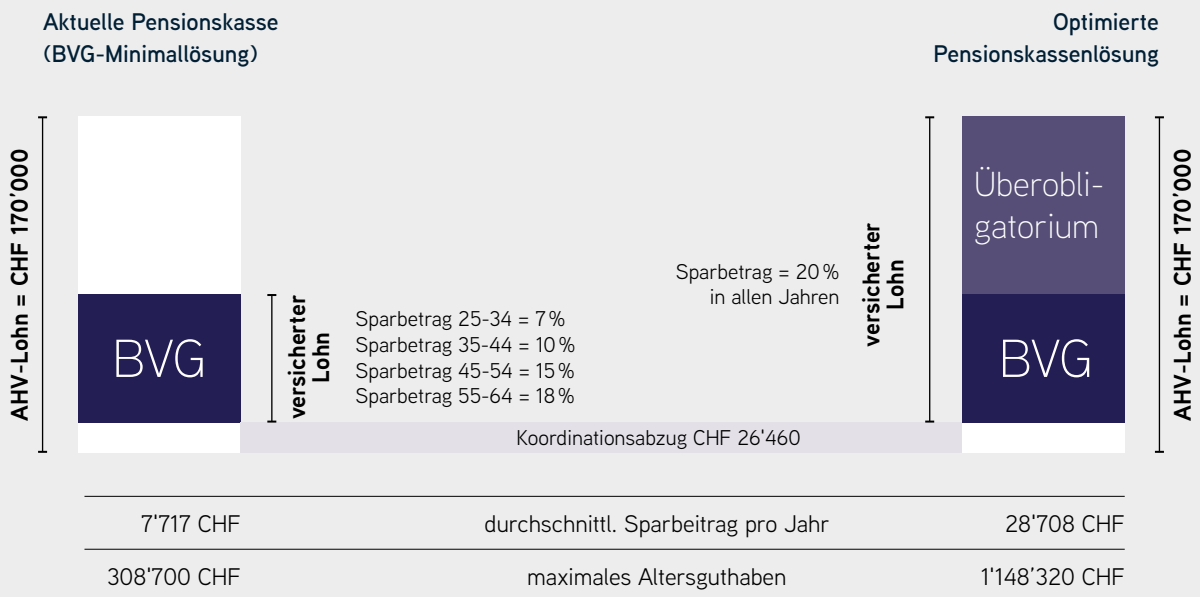 Aktuelle Pensionskasse
(BVG-Minimallösung)
Optimierte
Pensionskassenlösung
AHV-Lohn = CHF 170'000
BVG
versicherter
Lohn
Sparbetrag 25-34 = 7%
Sparbetrag 35-44 = 10%
Sparbetrag 45-54 = 15%
Sparbetrag 55-64 = 18%
Sparbetrag = 20%
in allen Jahren
versicherter
Lohn
Überobli-
gatorium
BVG
AHV-Lohn = CHF 170'000
Koordinationsabzug CHF 26'460
7'717 CHF durchschnittl. Sparbeitrag pro Jahr 28'708 CHF
308'700 CHF maximales Altersguthaben 1'148'320 CHF